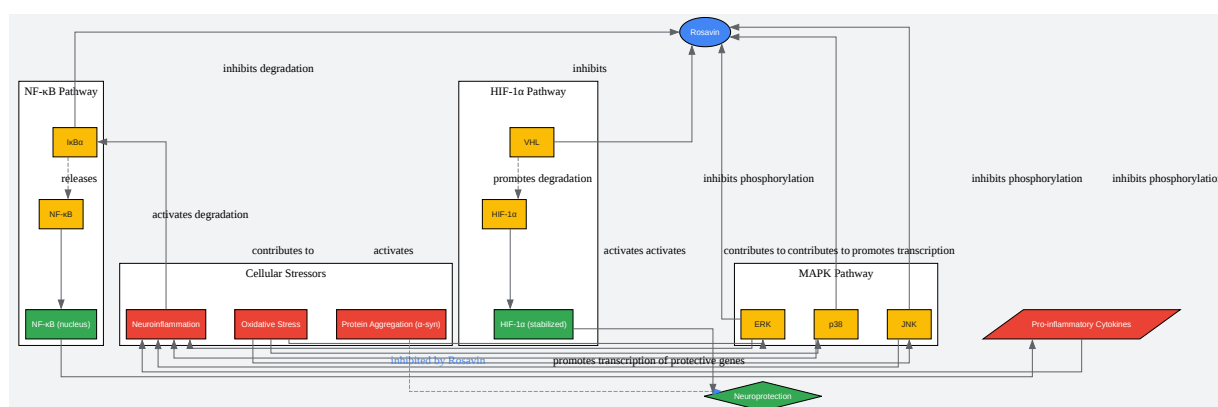 Rosavin
inhibits degradation
inhibits
NF-κB Pathway
HIF-1α Pathway
IκBα
VHL
releases
promotes degradation
inhibits phosphorylation
inhibits phosphorylation
inhibits phosphorylation
NF-κB
activates degradation
HIF-1α
contributes to
activates
activates activates
contributes to contributes to promotes transcription
Cellular Stressors
MAPK Pathway
NF-κB (nucleus)
Neuroinflammation
Oxidative Stress
Protein Aggregation (α-syn)
HIF-1α (stabilized)
ERK
p38
JNK
Pro-inflammatory Cytokines
inhibited by Rosavin
promotes transcription of protective genes
Neuroprotection